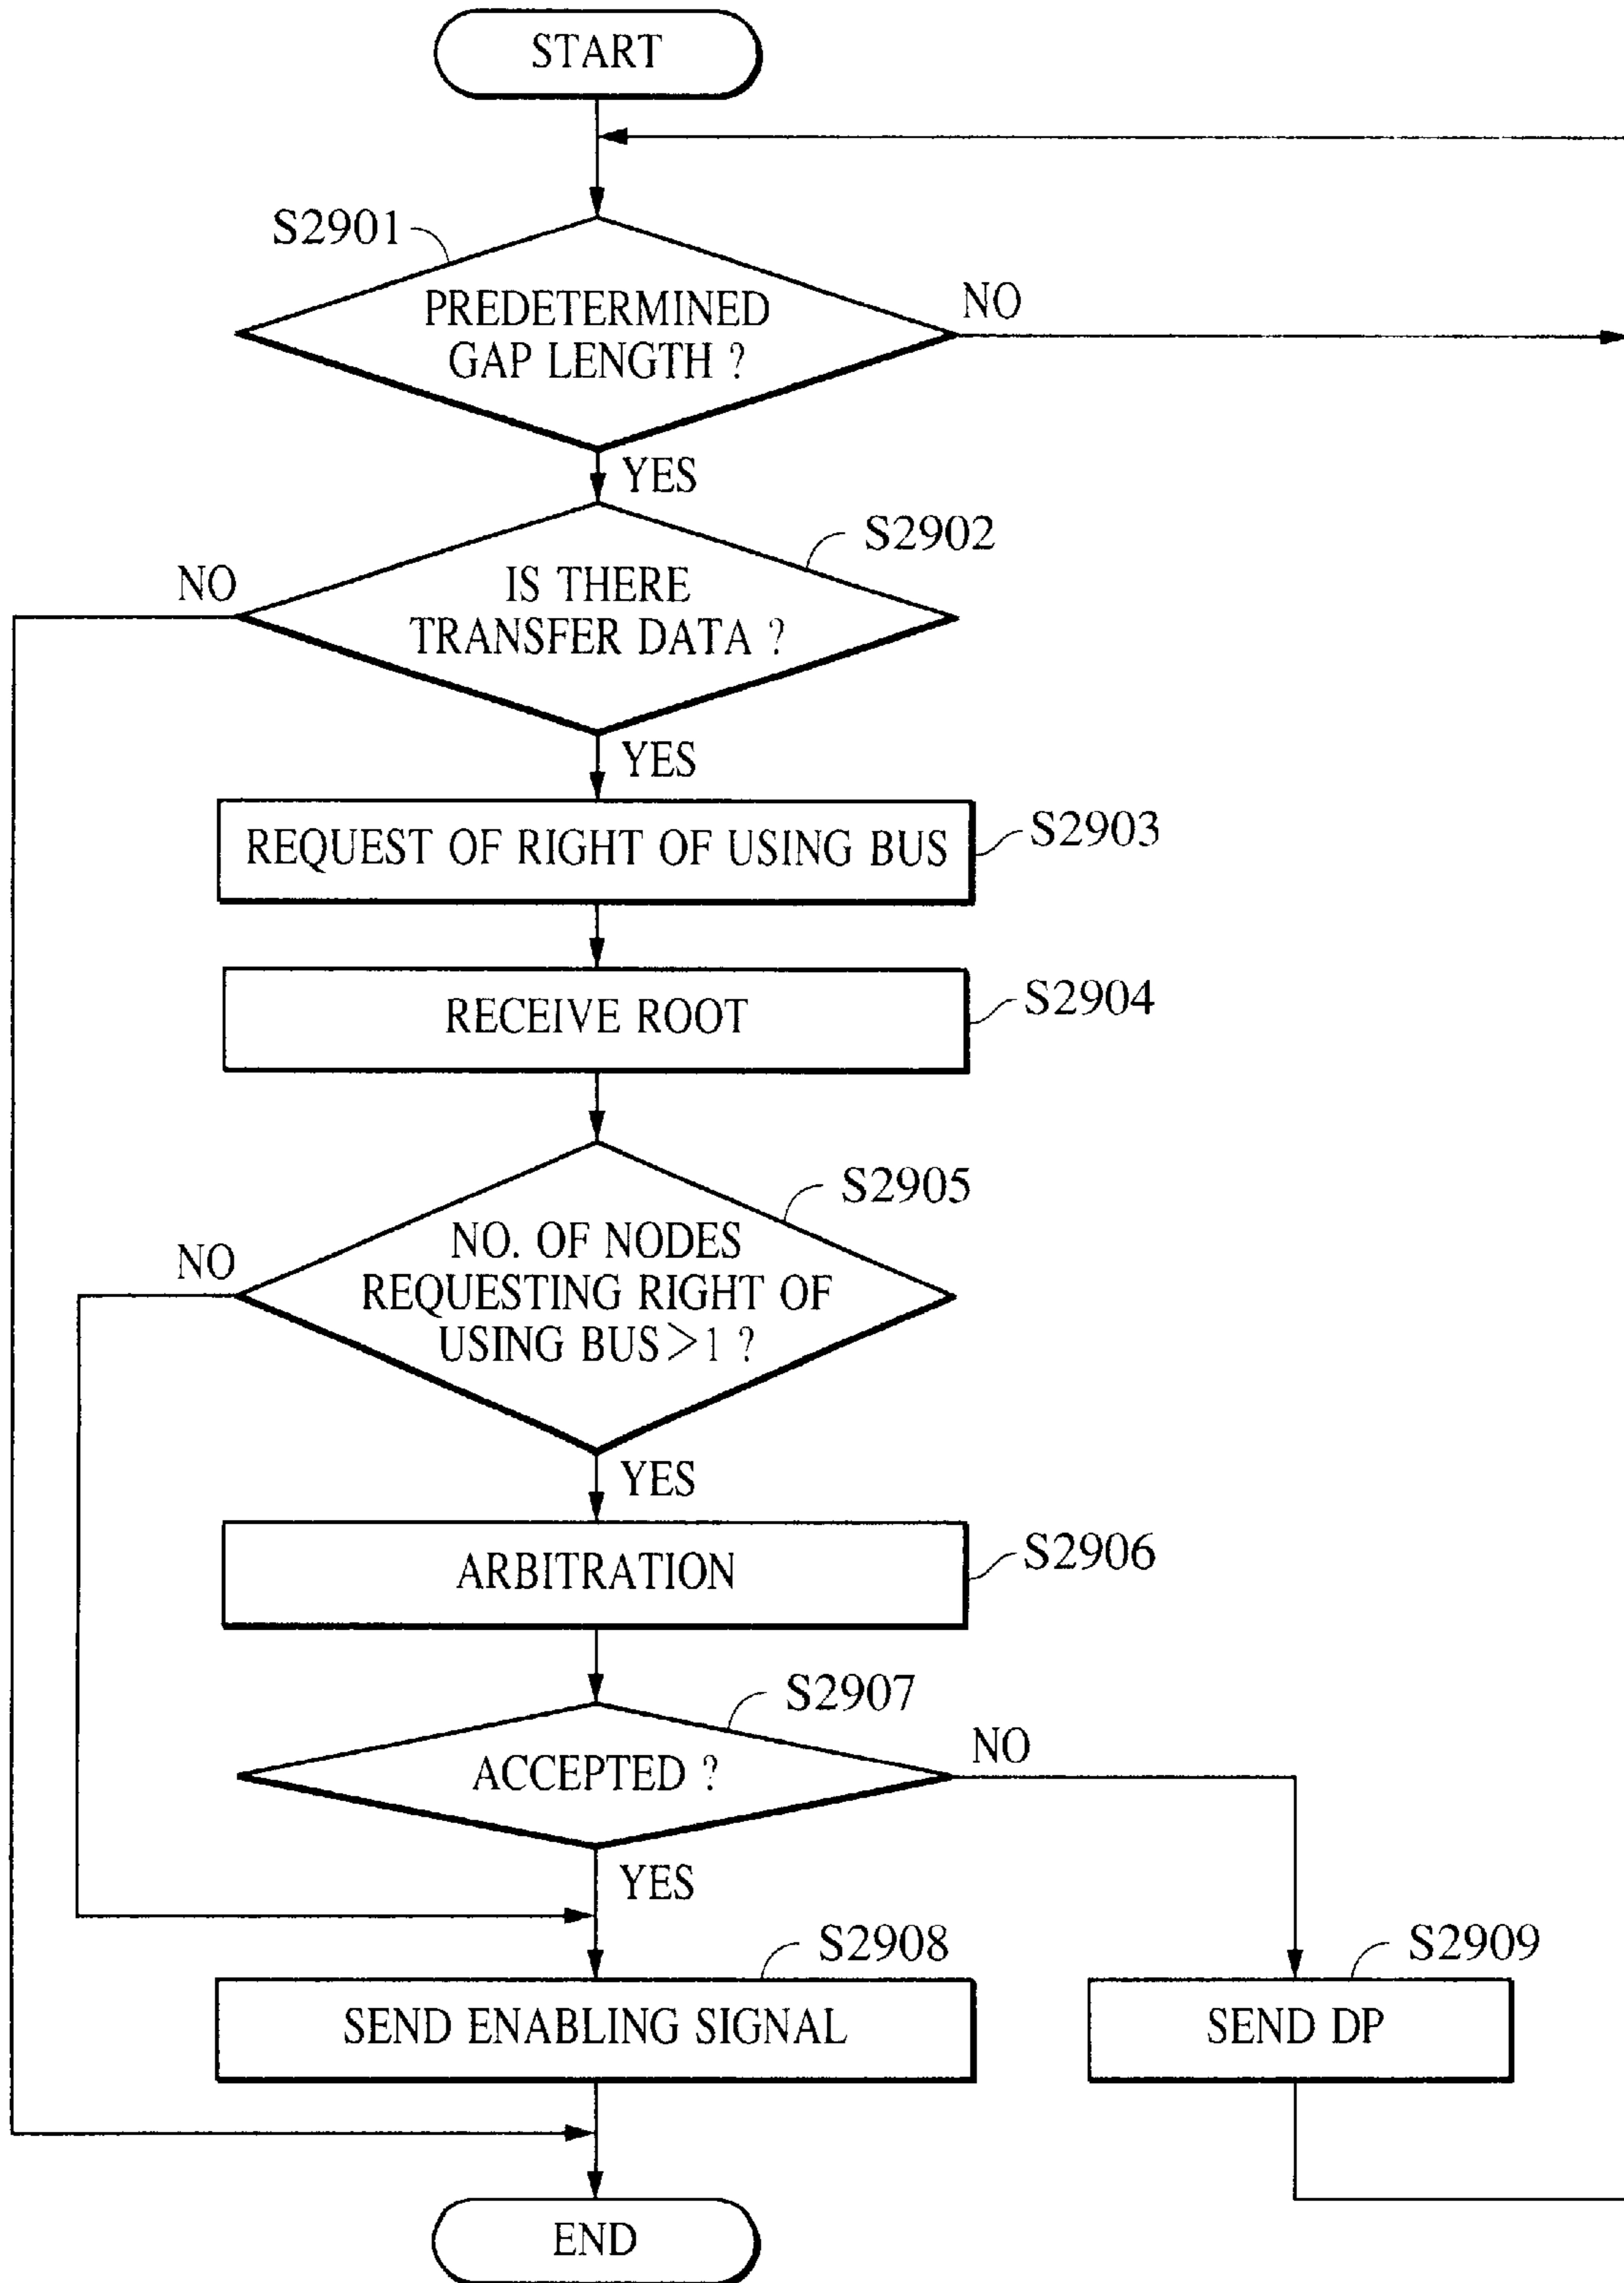 START
S2901
PREDETERMINED
GAP LENGTH ?
NO
YES
S2902
NO
IS THERE
TRANSFER DATA ?
YES
REQUEST OF RIGHT OF USING BUS
S2903
RECEIVE ROOT
S2904
S2905
NO
NO. OF NODES
REQUESTING RIGHT OF
USING BUS>1 ?
YES
ARBITRATION
S2906
S2907
ACCEPTED ?
NO
YES
S2908
SEND ENABLING SIGNAL
S2909
SEND DP
END